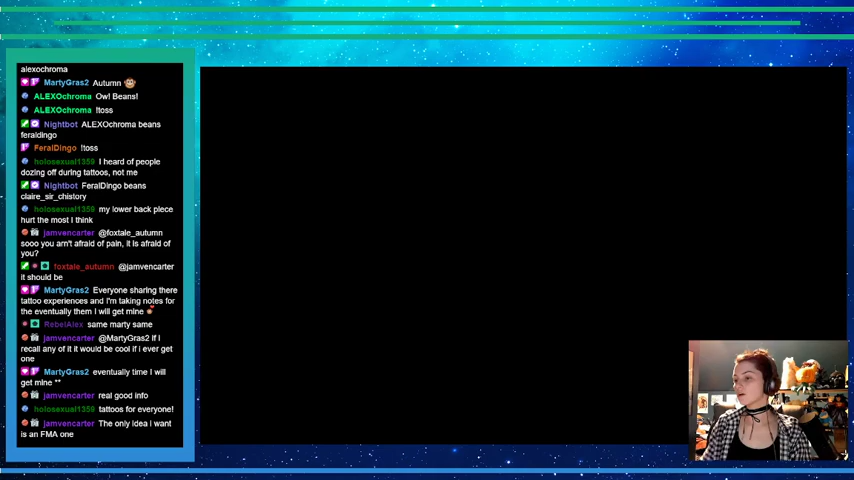 alexochroma
MartyGras2 Autumn
ALEXOchroma Ow! Beans!
ALEXOchroma !toss
Nightbot ALEXOchroma beans
feraldingo
FeralDingo !toss
holosexual1359 I heard of people
dozing off during tattoos, not me
Nightbot FeralDingo beans
claire_sir_chistory
holosexual1359 my lower back piece
hurt the most I think
jamvencarter @foxtale_autumn
sooo you arn't afraid of pain, it is afraid of
you?
foxtale_autumn @jamvencarter
it should be
MartyGras2 Everyone sharing there
tattoo experiences and I'm taking notes for
the eventually them I will get mine
RebelAlex same marty same
jamvencarter @MartyGras2 If I
recall any of it it would be cool if i ever get
one
MartyGras2 eventually time I will
get mine **
jamvencarter real good info
holosexual1359 tattoos for everyone!
jamvencarter The only idea I want
is an FMA one